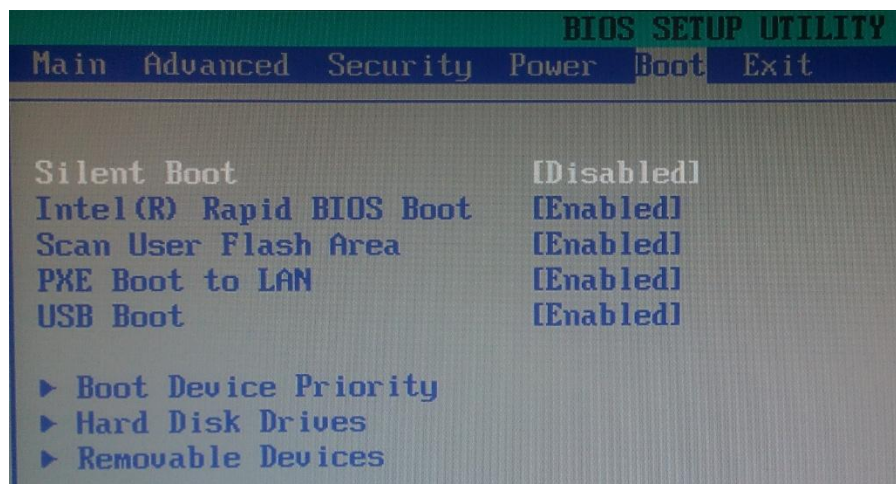 BIOS SETUP UTILITY
Main Advanced Security Power Boot Exit
Silent Boot [Disabled]
Intel(R) Rapid BIOS Boot [Enabled]
Scan User Flash Area [Enabled]
PXE Boot to LAN [Enabled]
USB Boot [Enabled]
▶ Boot Device Priority
▶ Hard Disk Drives
▶ Removable Devices